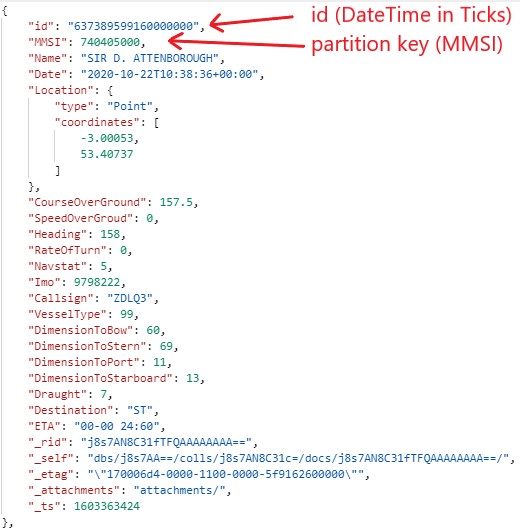 {
"id": "637389599160000000",
id (DateTime in Ticks)
"MMSI": 740405000,
partition key (MMSI)
"Name": "SIR D. ATTENBOROUGH",
"Date": "2020-10-22T10:38:36+00:00",
"Location": {
"type": "Point",
"coordinates": [
-3.00053,
53.40737
]
},
"CourseOverGround": 157.5,
"SpeedOverGroud": 0,
"Heading": 158,
"RateOfTurn": 0,
"Navstat": 5,
"Imo": 9798222,
"Callsign": "ZDLQ3",
"VesselType": 99,
"DimensionToBow": 60,
"DimensionToStern": 69,
"DimensionToPort": 11,
"DimensionToStarboard": 13,
"Draught": 7,
"Destination": "ST",
"ETA": "00-00 24:60",
"_rid": "j8s7AN8C31fTFQAAAAAAAA==",
"_self": "dbs/j8s7AA==/colls/j8s7AN8C31c=/docs/j8s7AN8C31fTFQAAAAAAAA==/",
"_etag": "\"170006d4-0000-1100-0000-5f9162600000\"",
"_attachments": "attachments/",
"_ts": 1603363424
},